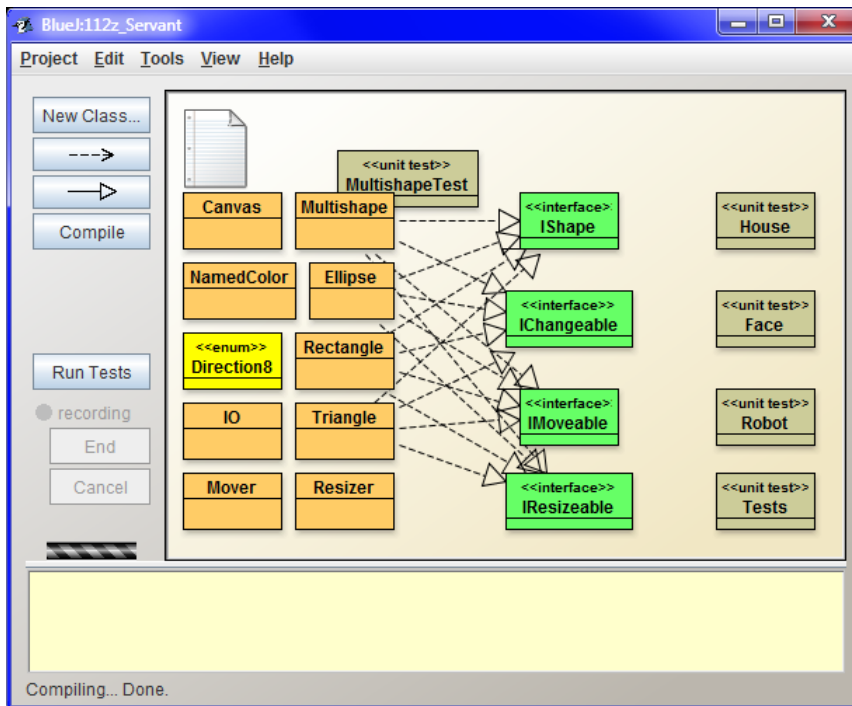 BlueJ:112z_Servant
Project Edit Tools View Help
New Class...
Compile
Run Tests
recording
End
Cancel
<<unit test>>
MultishapeTest
Canvas
Multishape
<<interface>>
IShape
<<unit test>>
House
NamedColor
Ellipse
<<interface>>
IChangeable
<<unit test>>
Face
<<enum>>
Direction8
Rectangle
<<interface>>
IMoveable
<<unit test>>
Robot
IO
Triangle
Mover
Resizer
<<interface>>
IResizeable
<<unit test>>
Tests
Compiling... Done.